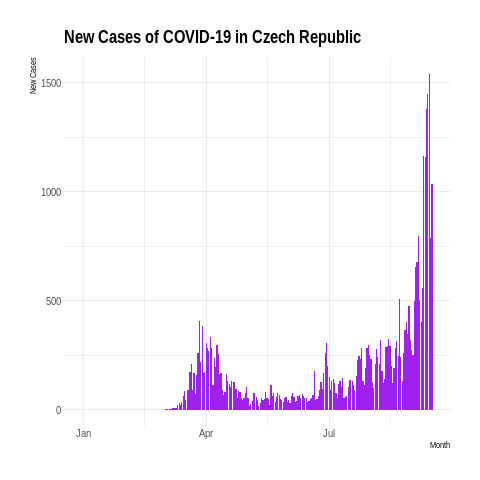 New Cases of COVID-19 in Czech Republic
New Cases
1500
1000
500
0
Jan
Apr
Jul
Month